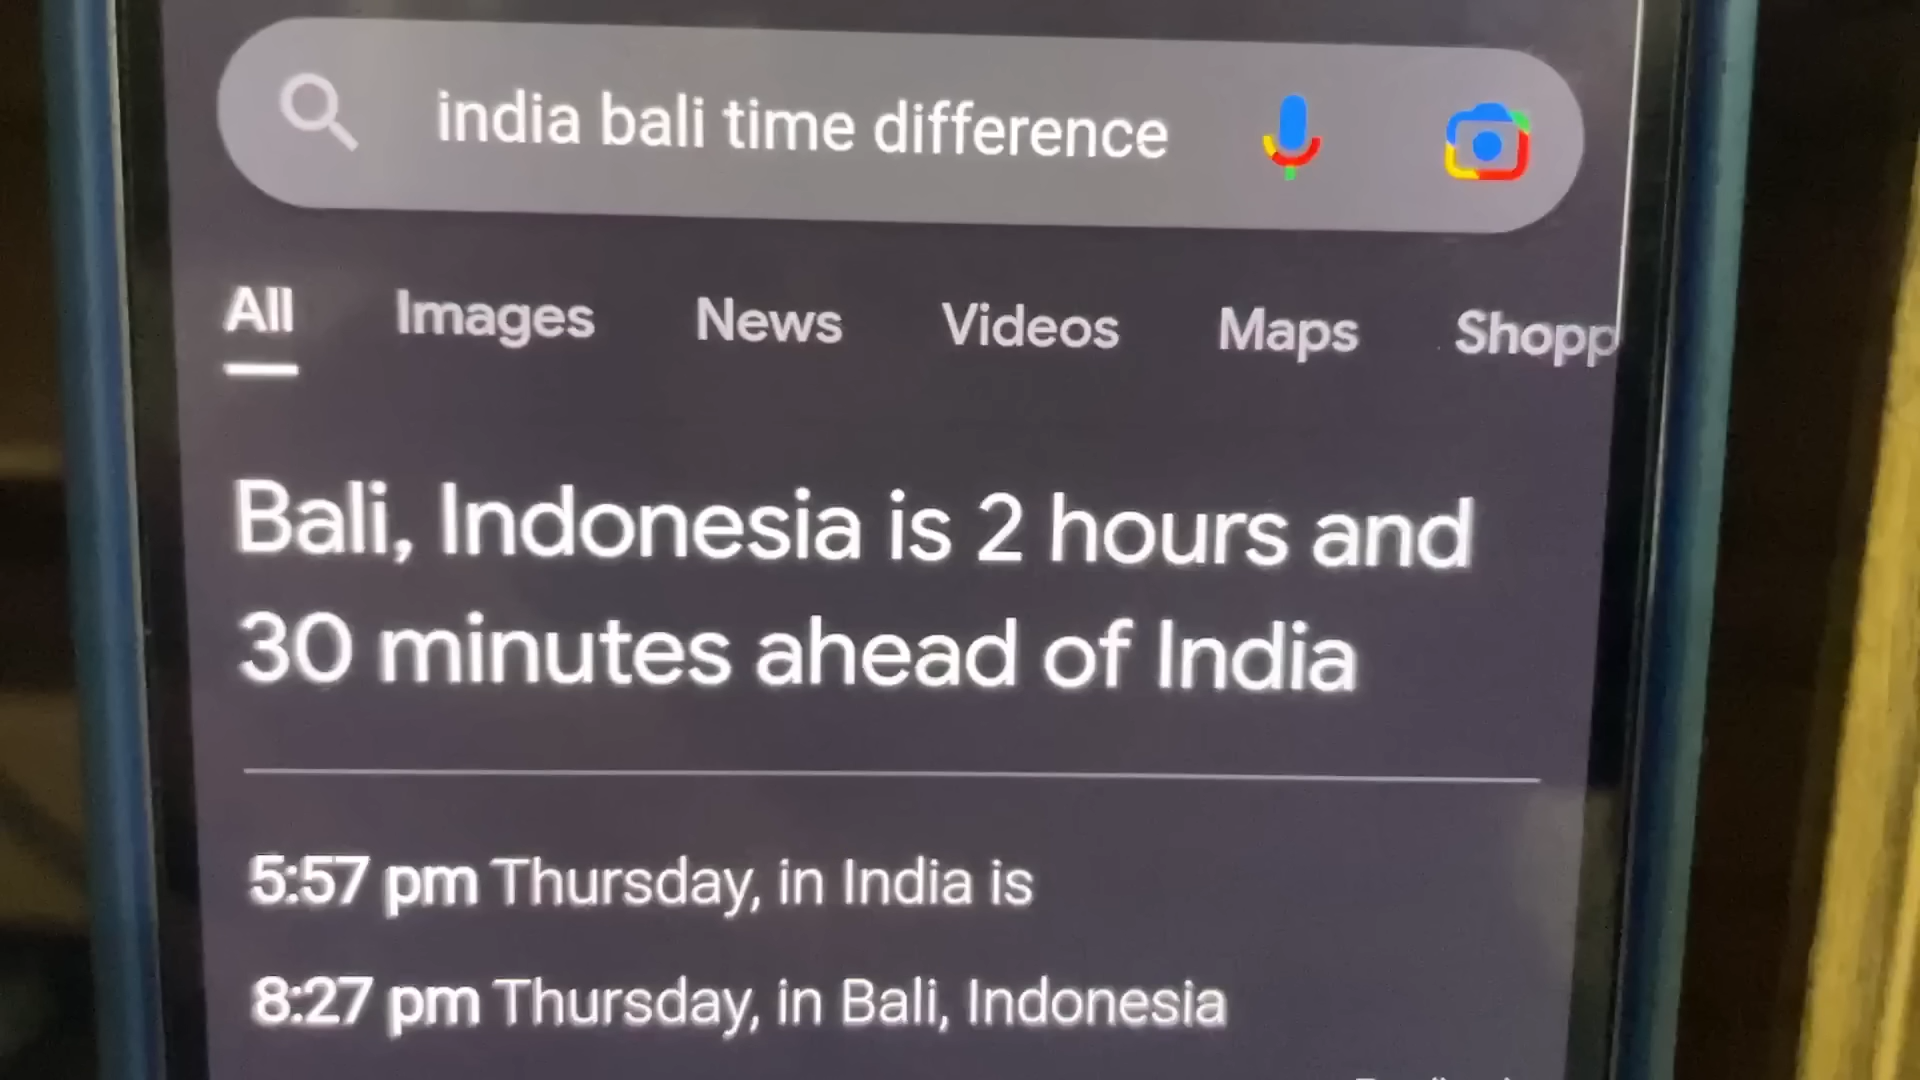 india bali time difference
All Images News Videos Maps Shopp
Bali, Indonesia is 2 hours and
30 minutes ahead of India
5:57 pm Thursday, in India is
8:27 pm Thursday, in Bali, Indonesia